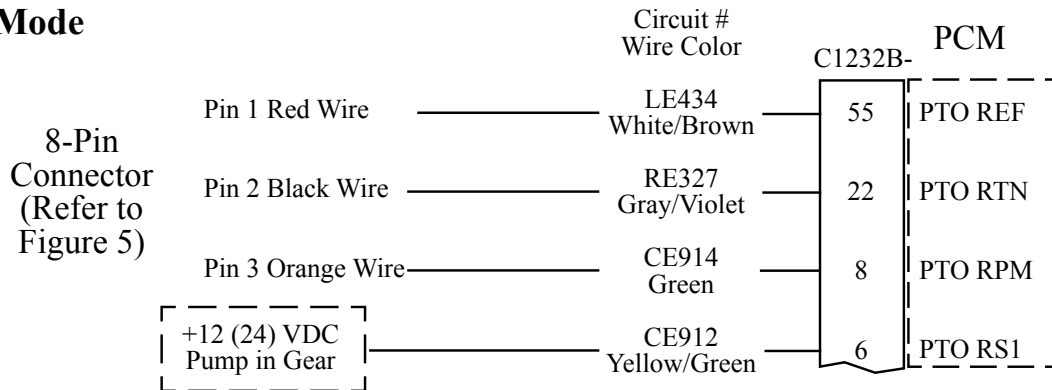 Mode
Circuit #
Wire Color
PCM
C1232B-
8-Pin
Connector
(Refer to
Figure 5)
Pin 1 Red Wire
LE434
White/Brown
55
PTO REF
Pin 2 Black Wire
RE327
Gray/Violet
22
PTO RTN
Pin 3 Orange Wire
CE914
Green
8
PTO RPM
+12 (24) VDC
Pump in Gear
CE912
Yellow/Green
6
PTO RS1